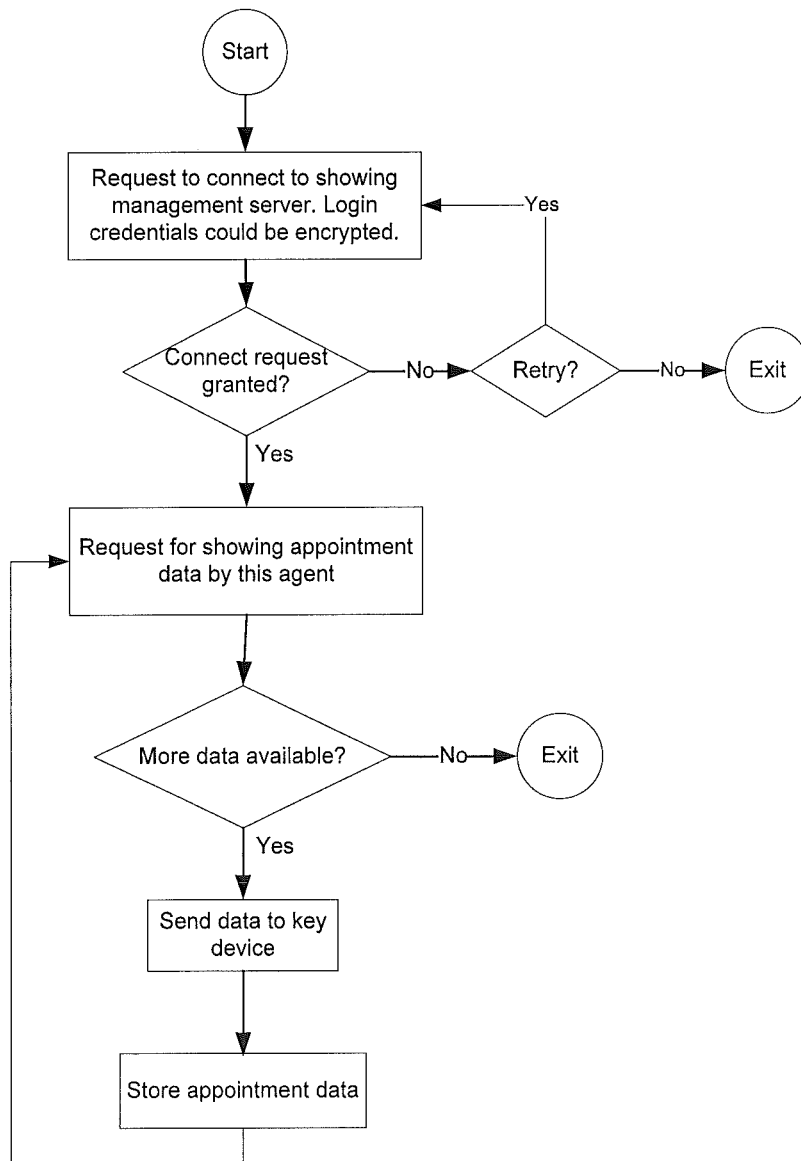 Start
Request to connect to showing
management server. Login
credentials could be encrypted.
Yes
Connect request
granted?
No
Retry?
No
Exit
Yes
Request for showing appointment
data by this agent
More data available?
No
Exit
Yes
Send data to key
device
Store appointment data